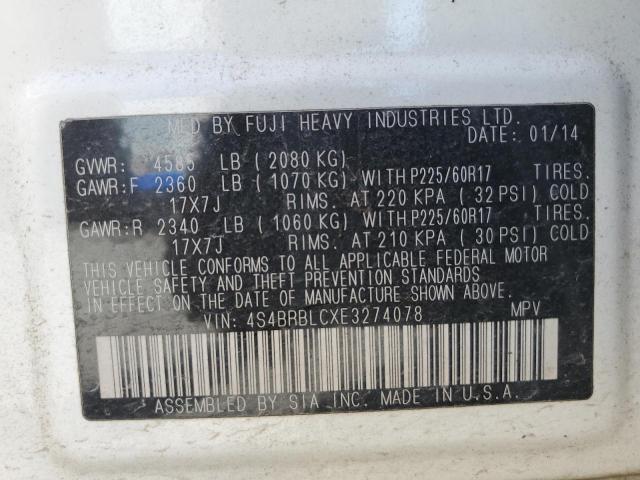 MFD BY FUJI HEAVY INDUSTRIES LTD.
DATE: 01/14
GVWR: 4585 LB ( 2080 KG)
GAWR:F 2360 LB ( 1070 KG) WITH P225/60R17 TIRES.
17X7J RIMS. AT 220 KPA ( 32 PSI) COLD
GAWR:R 2340 LB ( 1060 KG) WITH P225/60R17 TIRES.
17X7J RIMS. AT 210 KPA ( 30 PSI) COLD
THIS VEHICLE CONFORMS TO ALL APPLICABLE FEDERAL MOTOR
VEHICLE SAFETY AND THEFT PREVENTION STANDARDS
IN EFFECT ON THE DATE OF MANUFACTURE SHOWN ABOVE.
VIN: 4S4BRBLCXE3274078 MPV
ASSEMBLED BY SIA INC. MADE IN U.S.A.